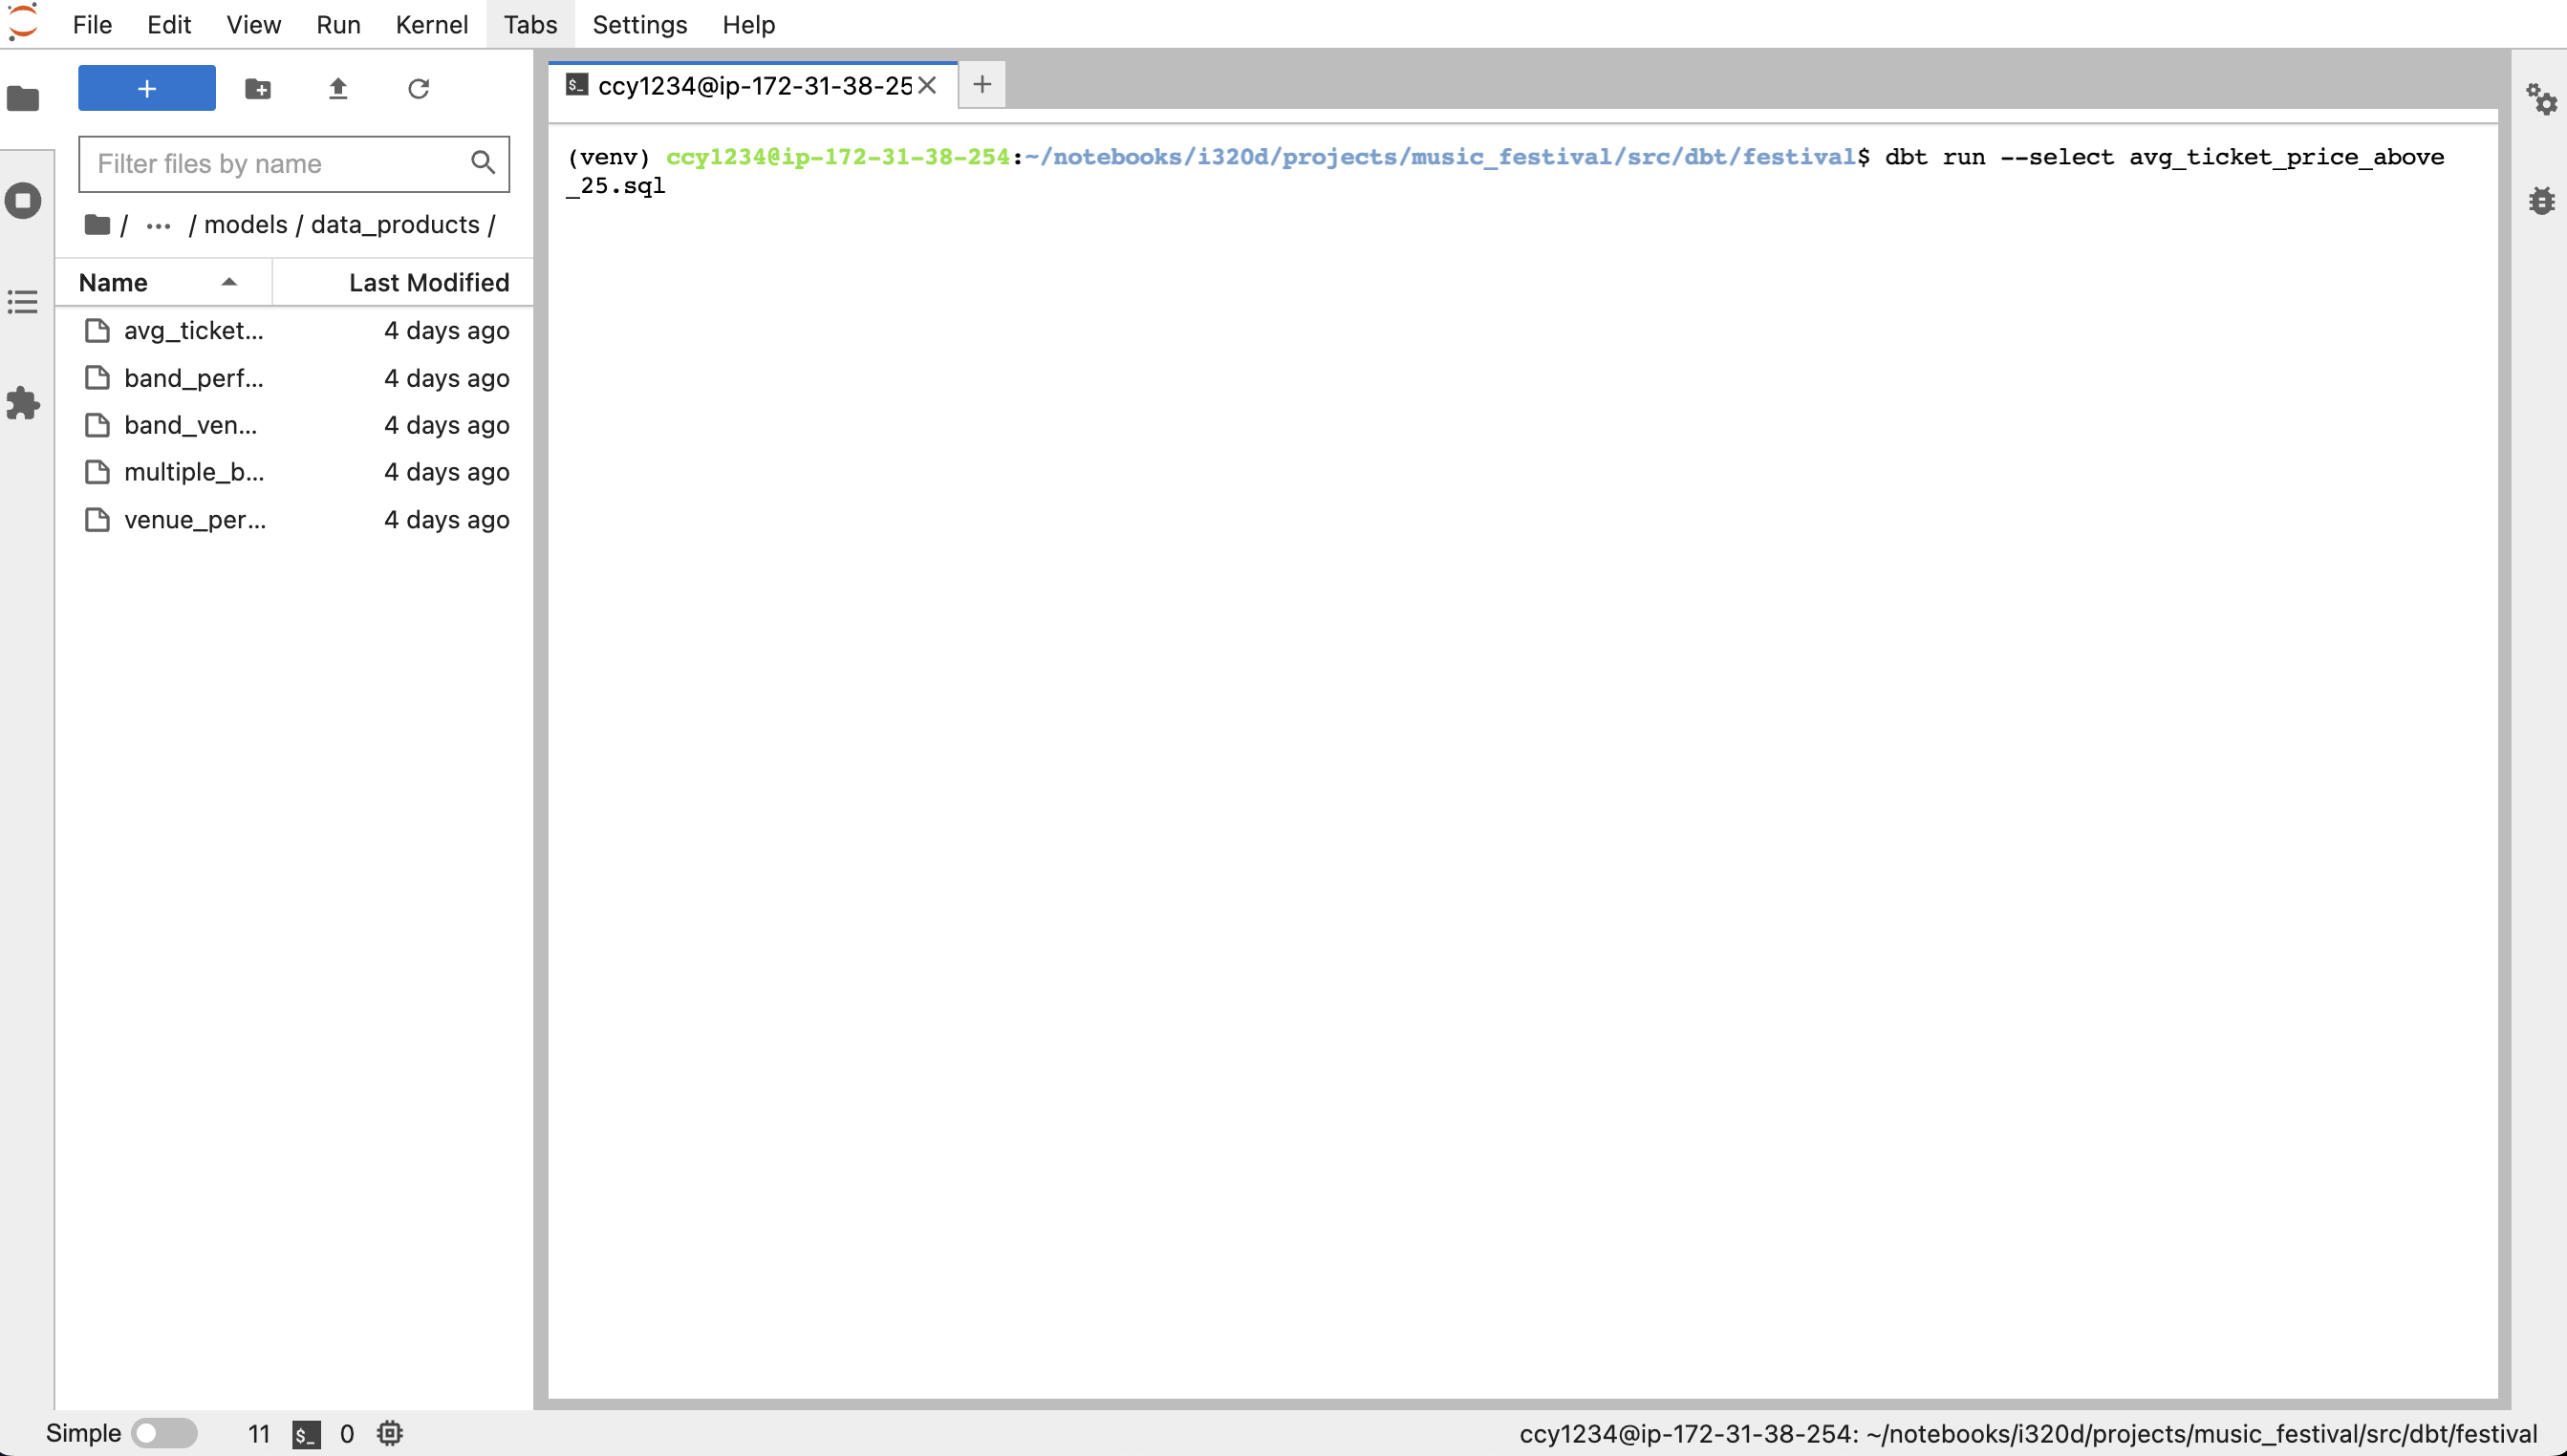 File Edit View Run Kernel Tabs Settings Help
+
Filter files by name
/ ... / models / data_products /
Name Last Modified
avg_ticket... 4 days ago
band_perf... 4 days ago
band_ven... 4 days ago
multiple_b... 4 days ago
venue_per... 4 days ago
$_ ccy1234@ip-172-31-38-25 +
(venv) ccy1234@ip-172-31-38-254:~/notebooks/i320d/projects/music_festival/src/dbt/festival$ dbt run --select avg_ticket_price_above
_25.sql
Simple 11 $_ 0 ccy1234@ip-172-31-38-254: ~/notebooks/i320d/projects/music_festival/src/dbt/festival